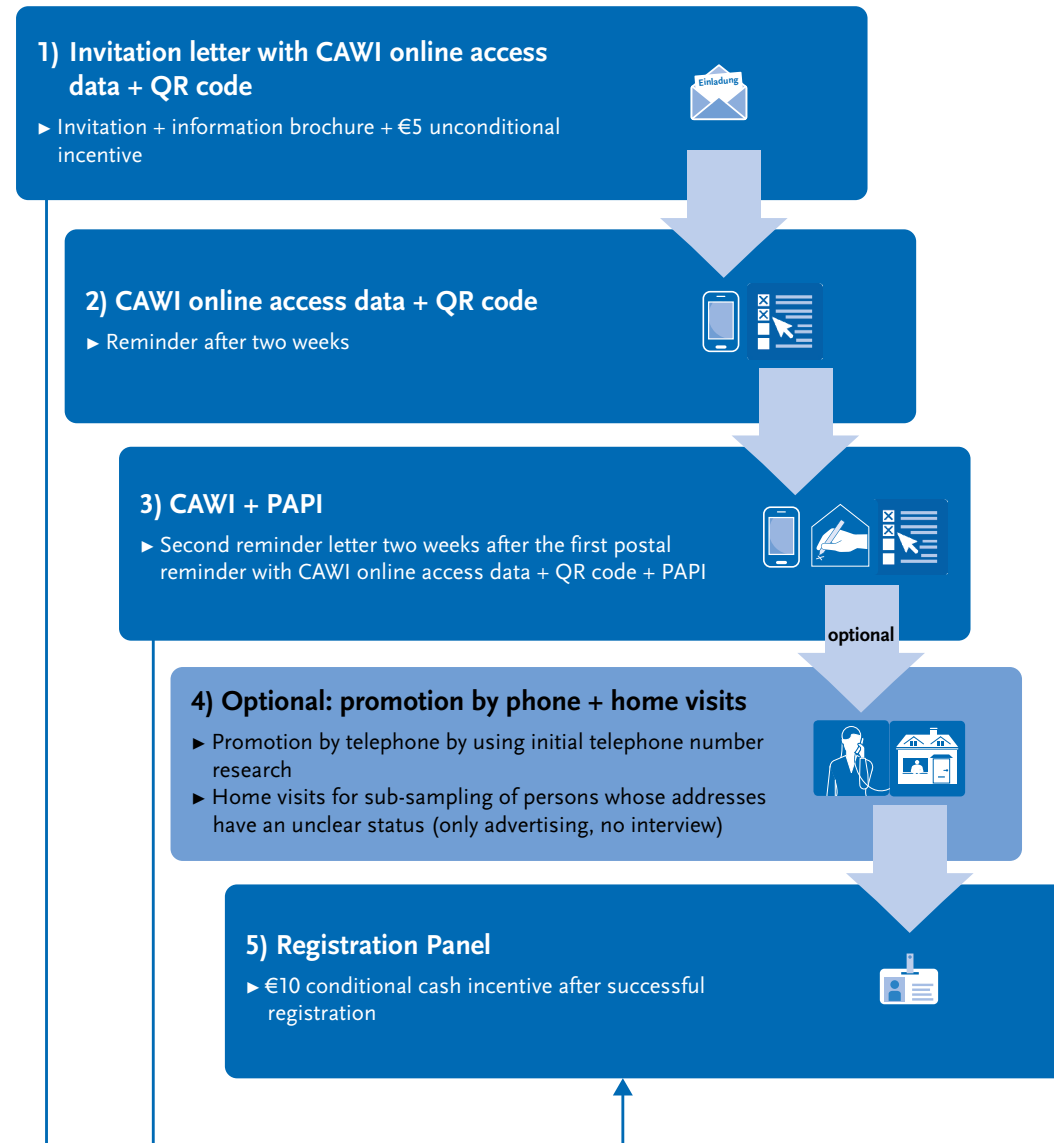 1) Invitation letter with CAWI online access
data + QR code
► Invitation + information brochure + €5 unconditional
incentive
Einladung
2) CAWI online access data + QR code
► Reminder after two weeks
3) CAWI + PAPI
► Second reminder letter two weeks after the first postal
reminder with CAWI online access data + QR code + PAPI
optional
4) Optional: promotion by phone + home visits
► Promotion by telephone by using initial telephone number
research
► Home visits for sub-sampling of persons whose addresses
have an unclear status (only advertising, no interview)
5) Registration Panel
► €10 conditional cash incentive after successful
registration